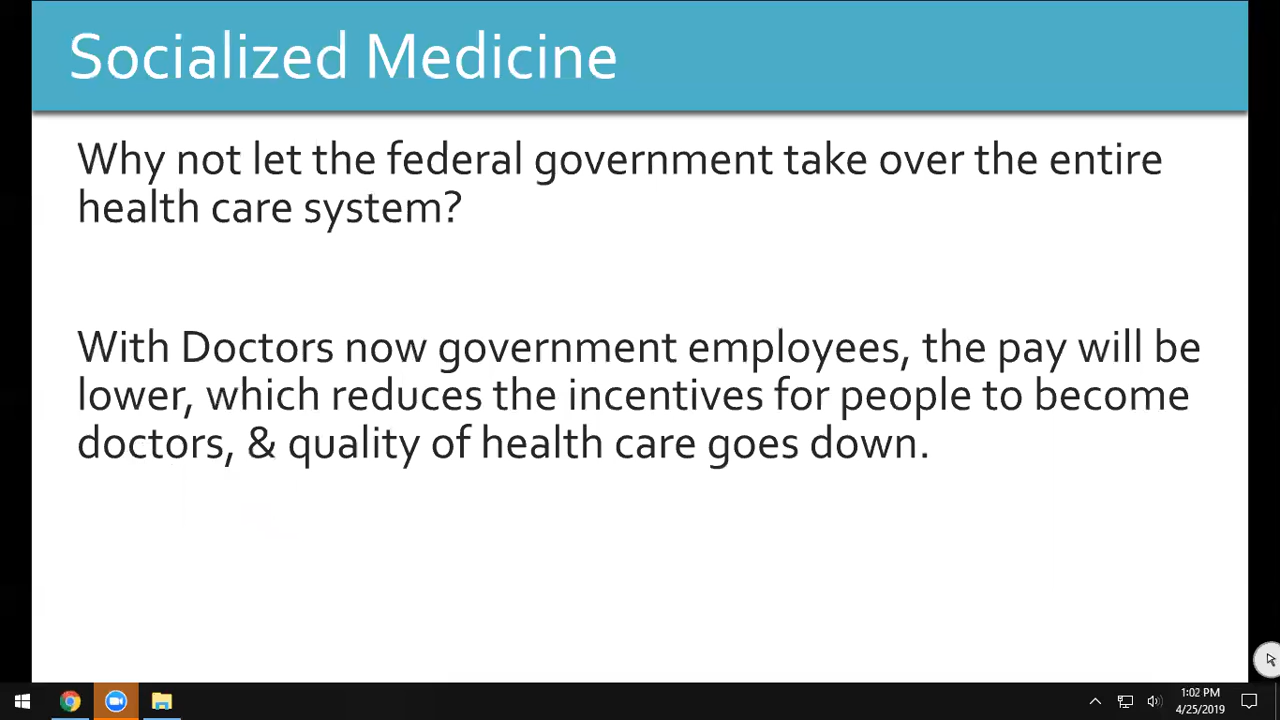 Socialized Medicine
Why not let the federal government take over the entire
health care system?
With Doctors now government employees, the pay will be
lower, which reduces the incentives for people to become
doctors, & quality of health care goes down.
1:02 PM
4/25/2019